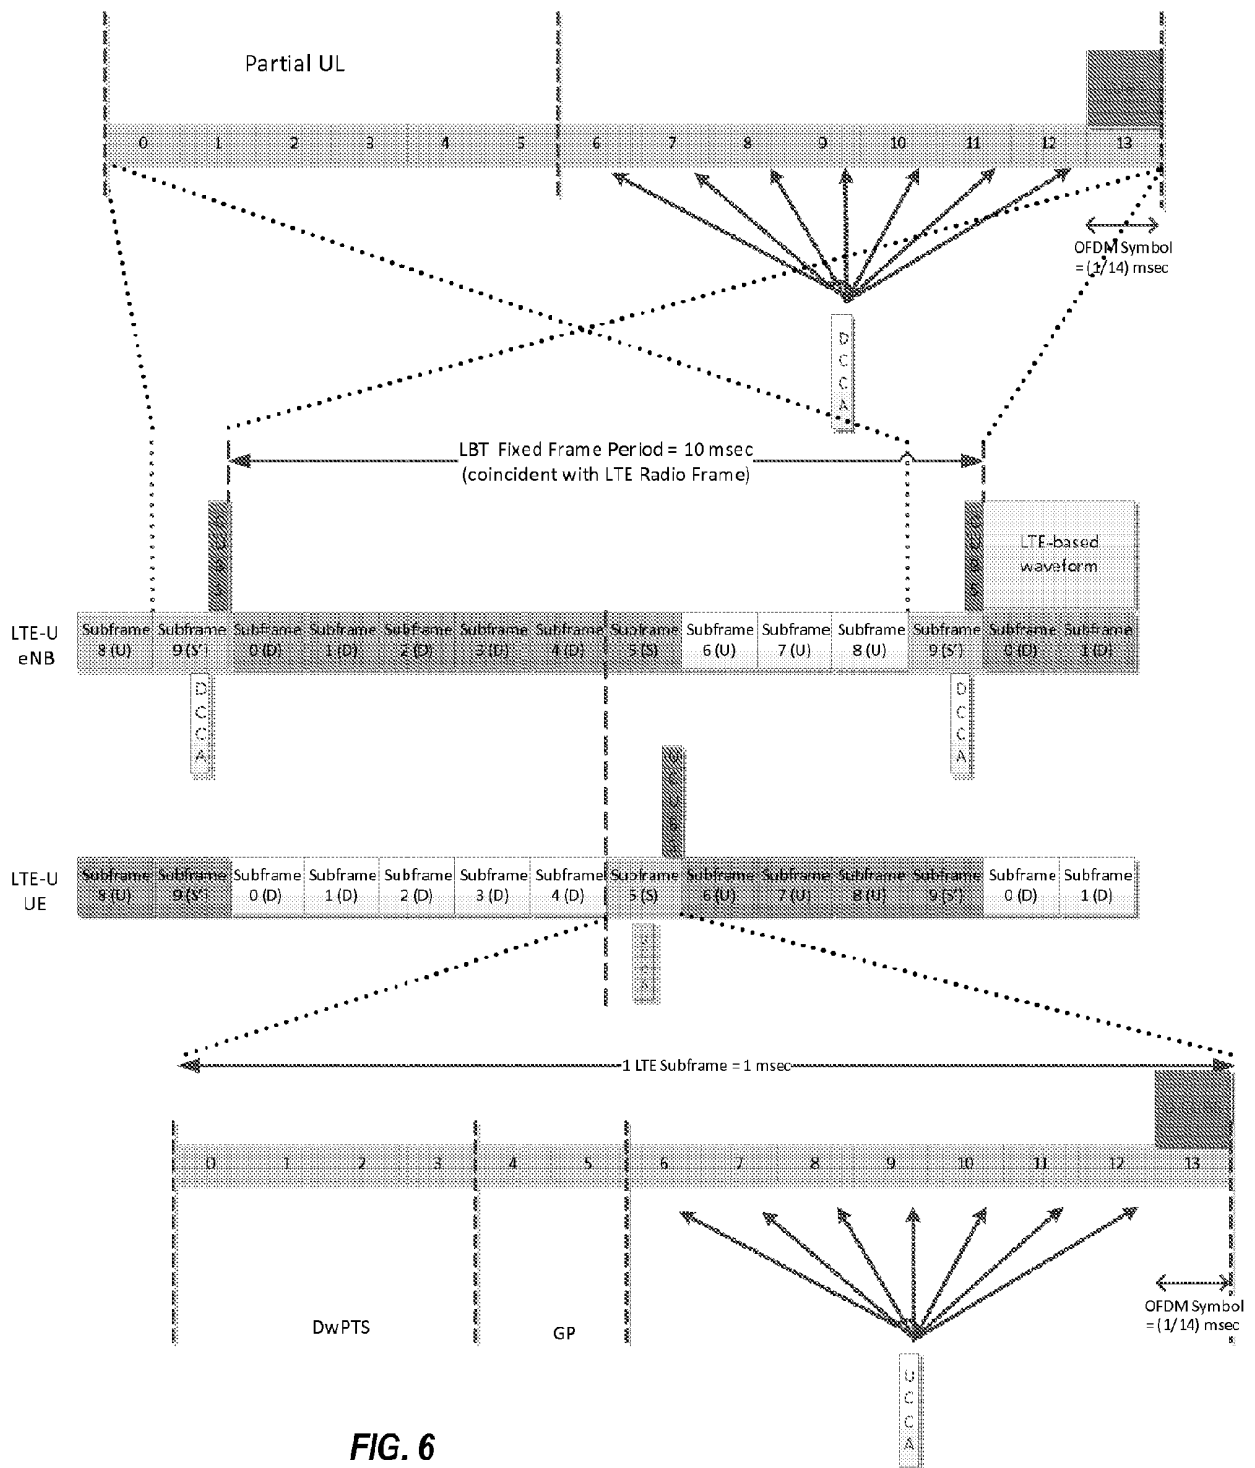 Partial UL
0 1 2 3 4 5 6 7 8 9 10 11 12 13
OFDM Symbol
= (1/14) msec
D
C
C
A
LBT Fixed Frame Period = 10 msec
(coincident with LTE Radio Frame)
LTE-based
waveform
LTE-U
eNB
Subframe Subframe Subframe Subframe Subframe Subframe Subframe Subframe Subframe Subframe Subframe Subframe Subframe Subframe
8 (U) 9 (S') 0 (D) 1 (D) 2 (D) 3 (D) 4 (D) 5 (S) 6 (U) 7 (U) 8 (U) 9 (S') 0 (D) 1 (D)
D
C
C
A
D
C
C
A
LTE-U
UE
Subframe Subframe Subframe Subframe Subframe Subframe Subframe Subframe Subframe Subframe Subframe Subframe Subframe Subframe
8 (U) 9 (S') 0 (D) 1 (D) 2 (D) 3 (D) 4 (D) 5 (S) 6 (U) 7 (U) 8 (U) 9 (S') 0 (D) 1 (D)
1 LTE Subframe = 1 msec
0 1 2 3 4 5 6 7 8 9 10 11 12 13
OFDM Symbol
= (1/14) msec
DwPTS
GP
U
C
C
A
FIG. 6